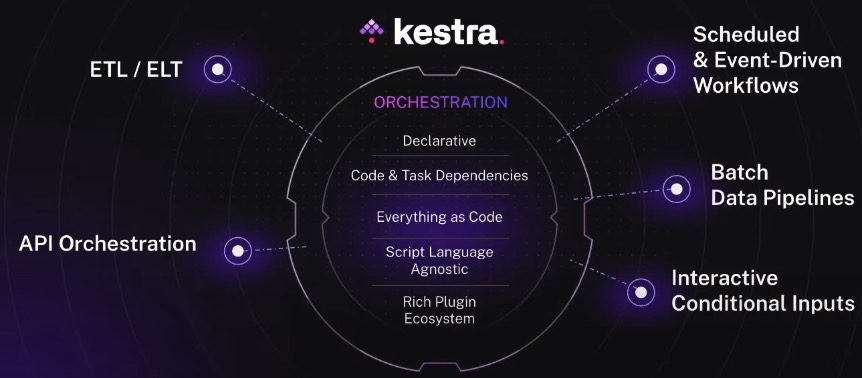 kestra.
ETL / ELT
API Orchestration
ORCHESTRATION
Declarative
Code & Task Dependencies
Everything as Code
Script Language
Agnostic
Rich Plugin
Ecosystem
Scheduled
& Event-Driven
Workflows
Batch
Data Pipelines
Interactive
Conditional Inputs